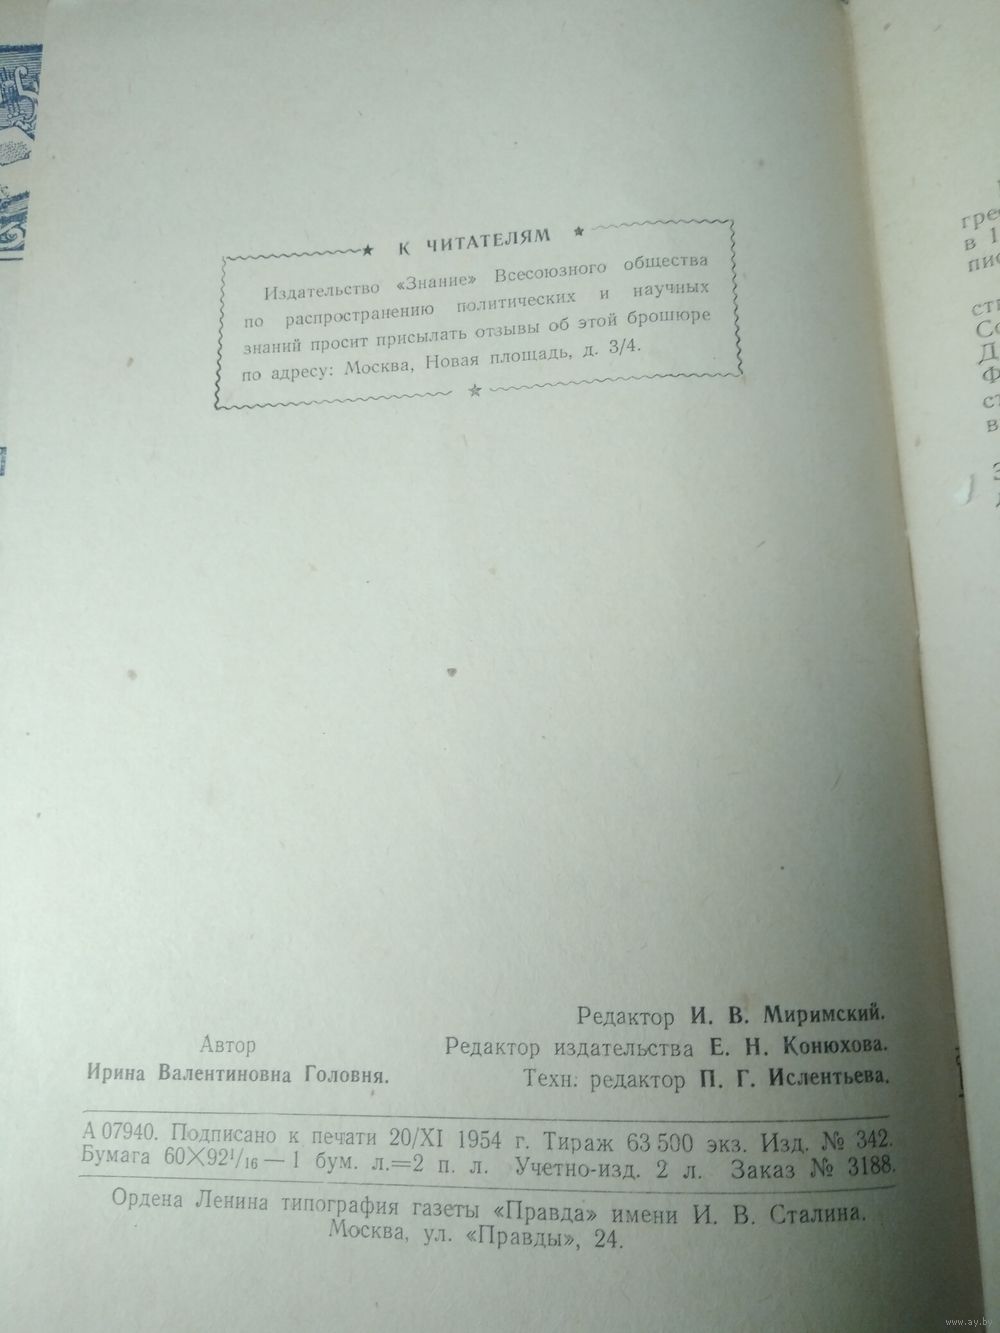 К ЧИТАТЕЛЯМ
Издательство «Знание» Всесоюзного общества
по распространению политических и научных
знаний просит присылать отзывы об этой брошюре
по адресу: Москва, Новая площадь, д. 3/4.
Редактор И. В. Миримский.
Автор
Редактор издательства Е. Н. Конюхова.
Ирина Валентиновна Головня.
Техн. редактор П. Г. Ислентьева.
А 07940. Подписано к печати 20/XI 1954 г. Тираж 63 500 экз. Изд. № 342.
Бумага 60×92¹/₁₆ — 1 бум. л.=2 п. л. Учетно-изд. 2 л. Заказ № 3188.
Ордена Ленина типография газеты «Правда» имени И. В. Сталина.
Москва, ул. «Правды», 24.
www.ay.by